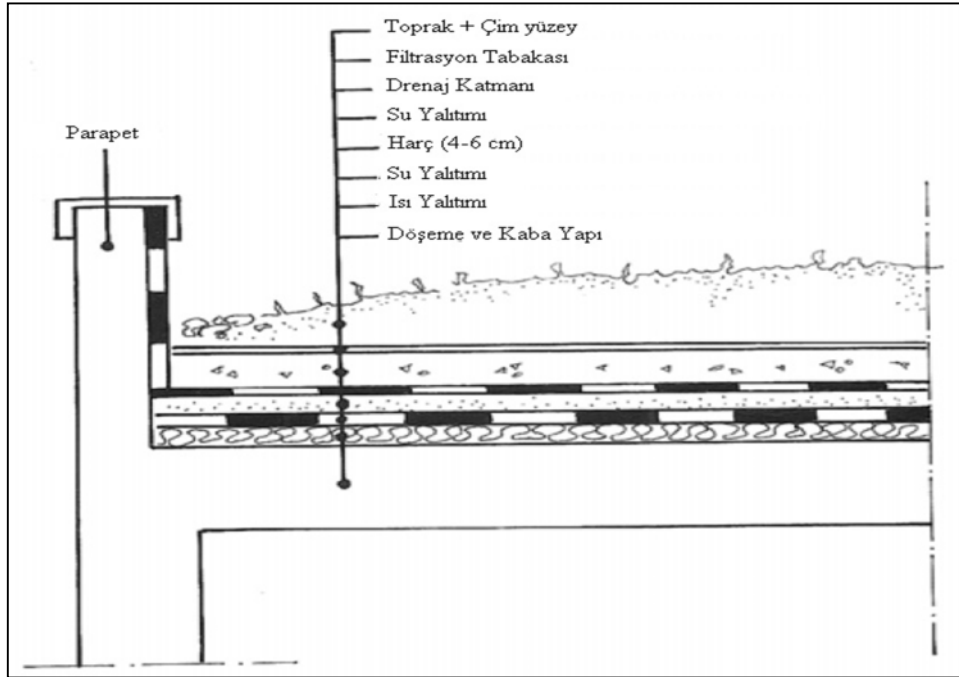 Toprak + Çim yüzey
Filtrasyon Tabakası
Drenaj Katmanı
Su Yalıtımı
Harç (4-6 cm)
Su Yalıtımı
Isı Yalıtımı
Döşeme ve Kaba Yapı
Parapet